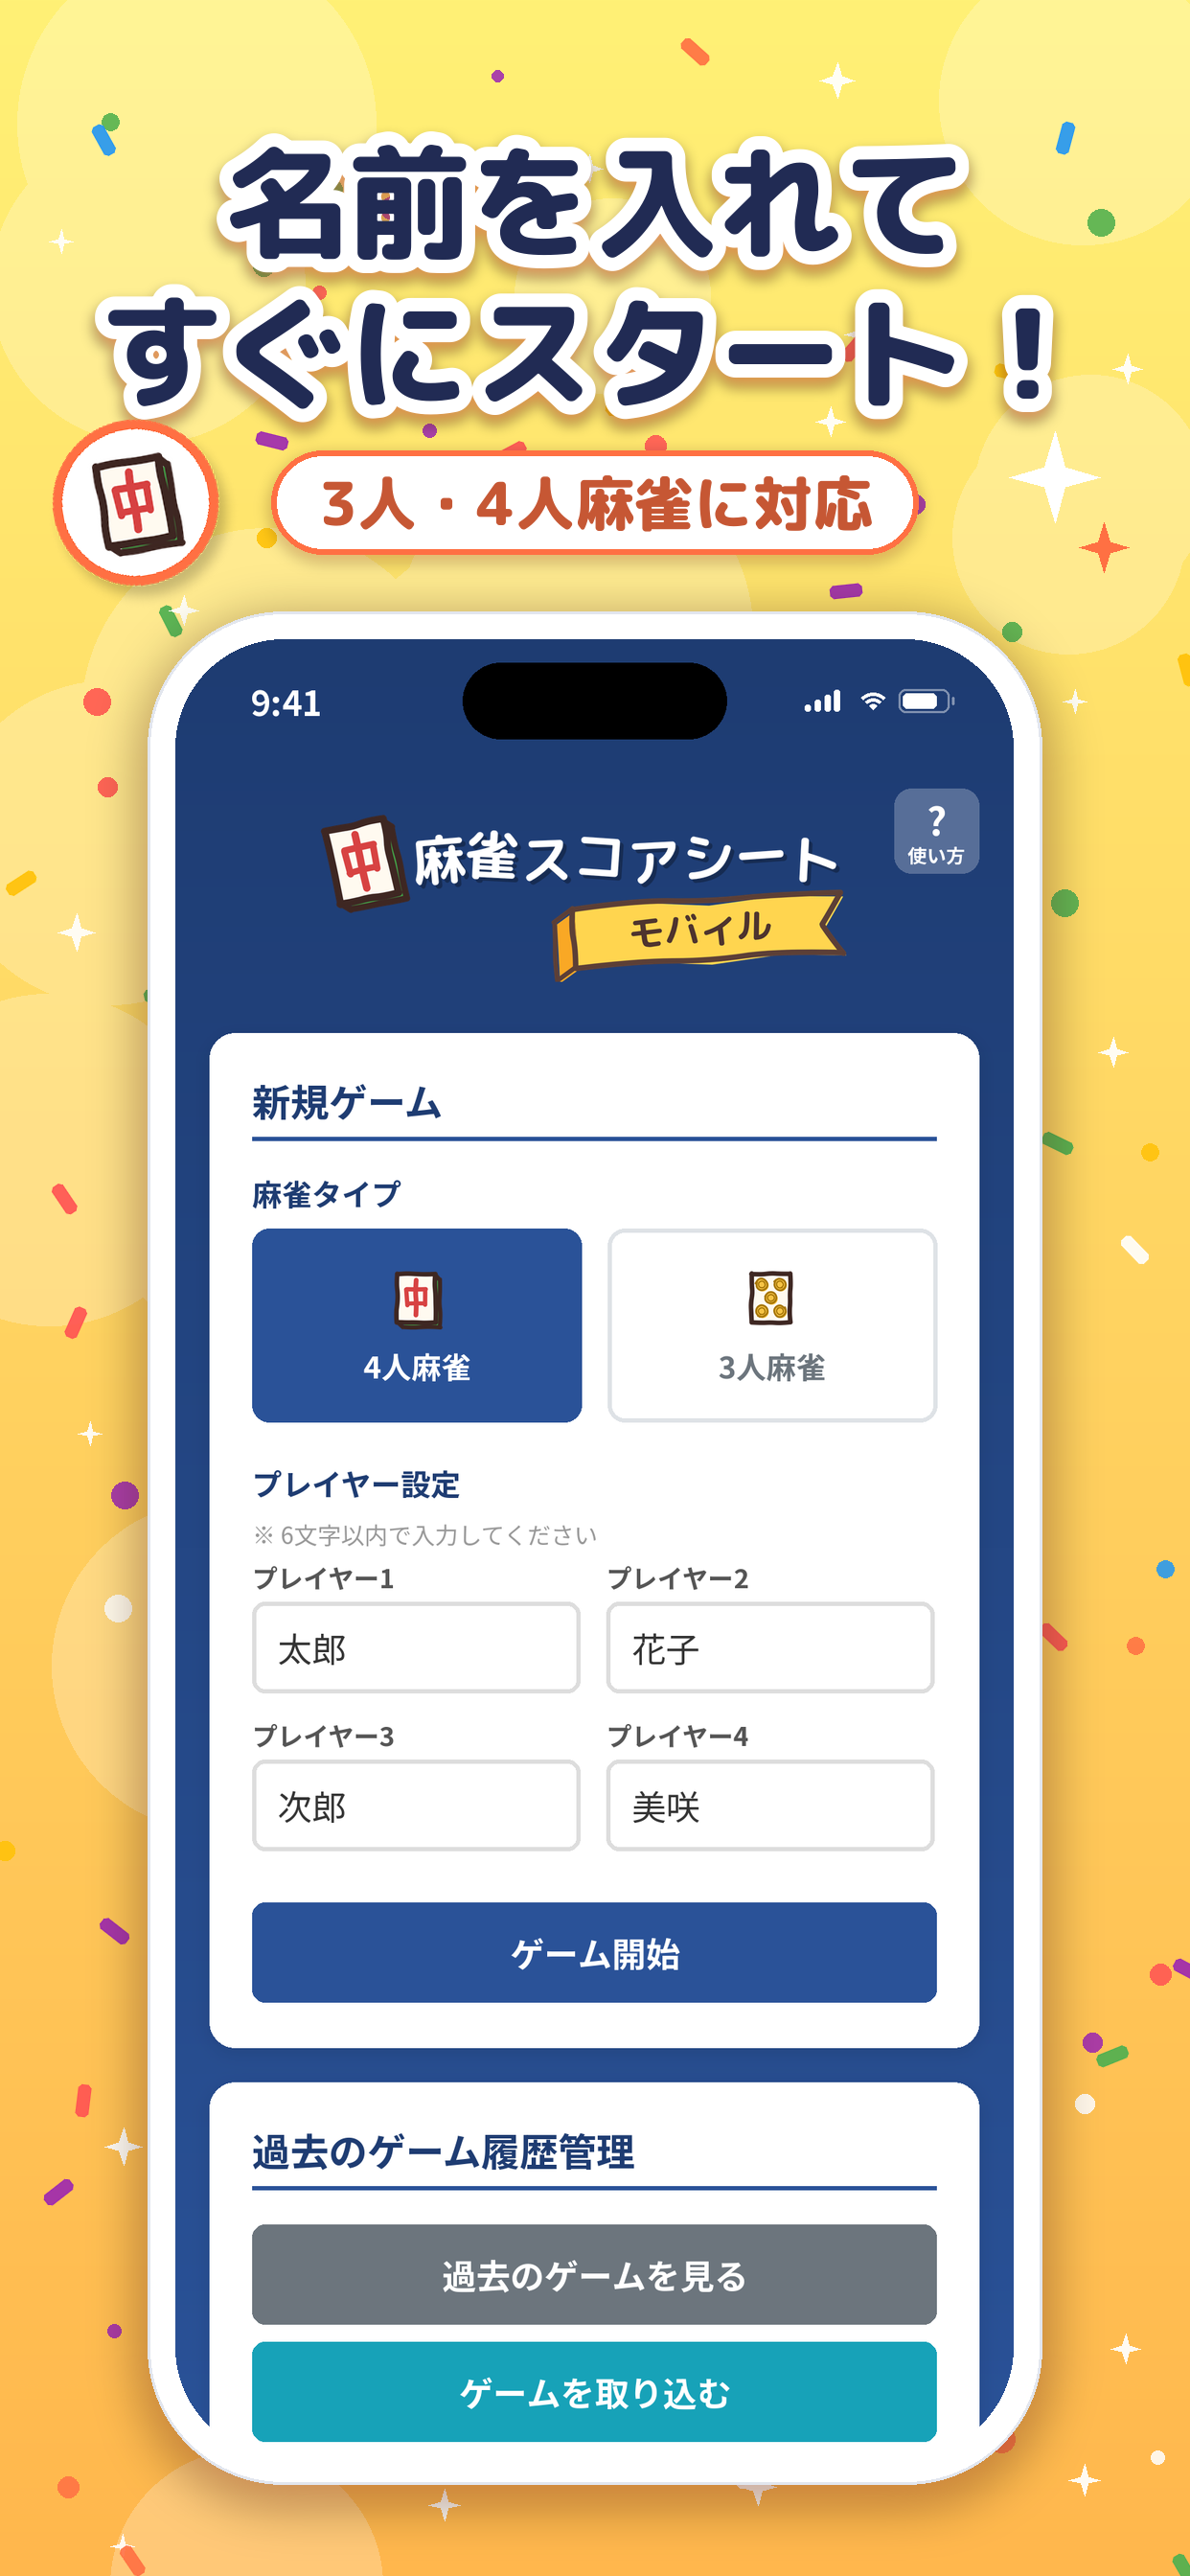 名前を入れて
すぐにスタート！
中
3人・4人麻雀に対応
9:41
?
使い方
中
麻雀スコアシート
モバイル
新規ゲーム
麻雀タイプ
中
4人麻雀
3人麻雀
プレイヤー設定
※ 6文字以内で入力してください
プレイヤー1
プレイヤー2
太郎
花子
プレイヤー3
プレイヤー4
次郎
美咲
ゲーム開始
過去のゲーム履歴管理
過去のゲームを見る
ゲームを取り込む